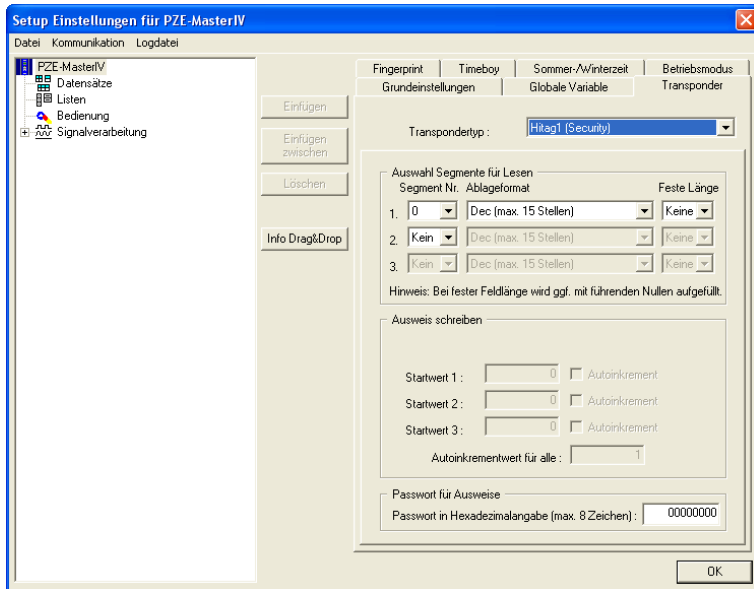 Setup Einstellungen für PZE-MasterIV
Datei Kommunikation Logdatei
PZE-MasterIV
Datensätze
Listen
Bedienung
Signalverarbeitung
Einfügen
Einfügen
zwischen
Löschen
Info Drag&Drop
Fingerprint Timeboy Sommer-/Winterzeit Betriebsmodus
Grundeinstellungen Globale Variable Transponder
Transpondertyp : Hitag1 (Security)
Auswahl Segmente für Lesen
Segment Nr. Ablageformat Feste Länge
1. 0 Dec (max. 15 Stellen) Keine
2. Kein Dec (max. 15 Stellen) Keine
3. Kein Dec (max. 15 Stellen) Keine
Hinweis: Bei fester Feldlänge wird ggf. mit führenden Nullen aufgefüllt.
Ausweis schreiben
Startwert 1 : 0 Autoinkrement
Startwert 2 : 0 Autoinkrement
Startwert 3 : 0 Autoinkrement
Autoinkrementwert für alle : 1
Passwort für Ausweise
Passwort in Hexadezimalangabe (max. 8 Zeichen) : 00000000
OK